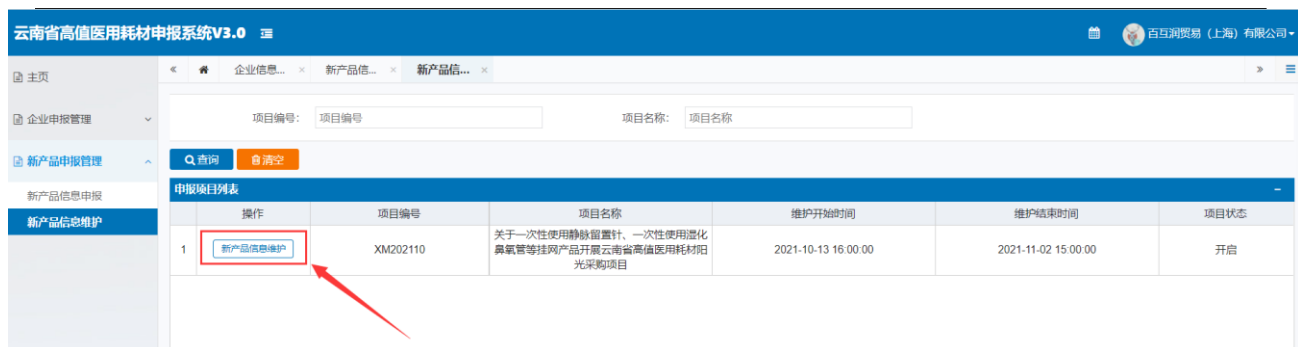 云南省高值医用耗材申报系统V3.0
百互润贸易（上海）有限公司
主页
企业信息...
新产品信...
新产品信...
企业申报管理
项目编号：
项目编号
项目名称：
项目名称
新产品申报管理
查询
清空
新产品信息申报
新产品信息维护
申报项目列表
操作
项目编号
项目名称
维护开始时间
维护结束时间
项目状态
1
新产品信息维护
XM202110
关于一次性使用静脉留置针、一次性使用湿化
鼻氧管等挂网产品开展云南省高值医用耗材阳
光采购项目
2021-10-13 16:00:00
2021-11-02 15:00:00
开启